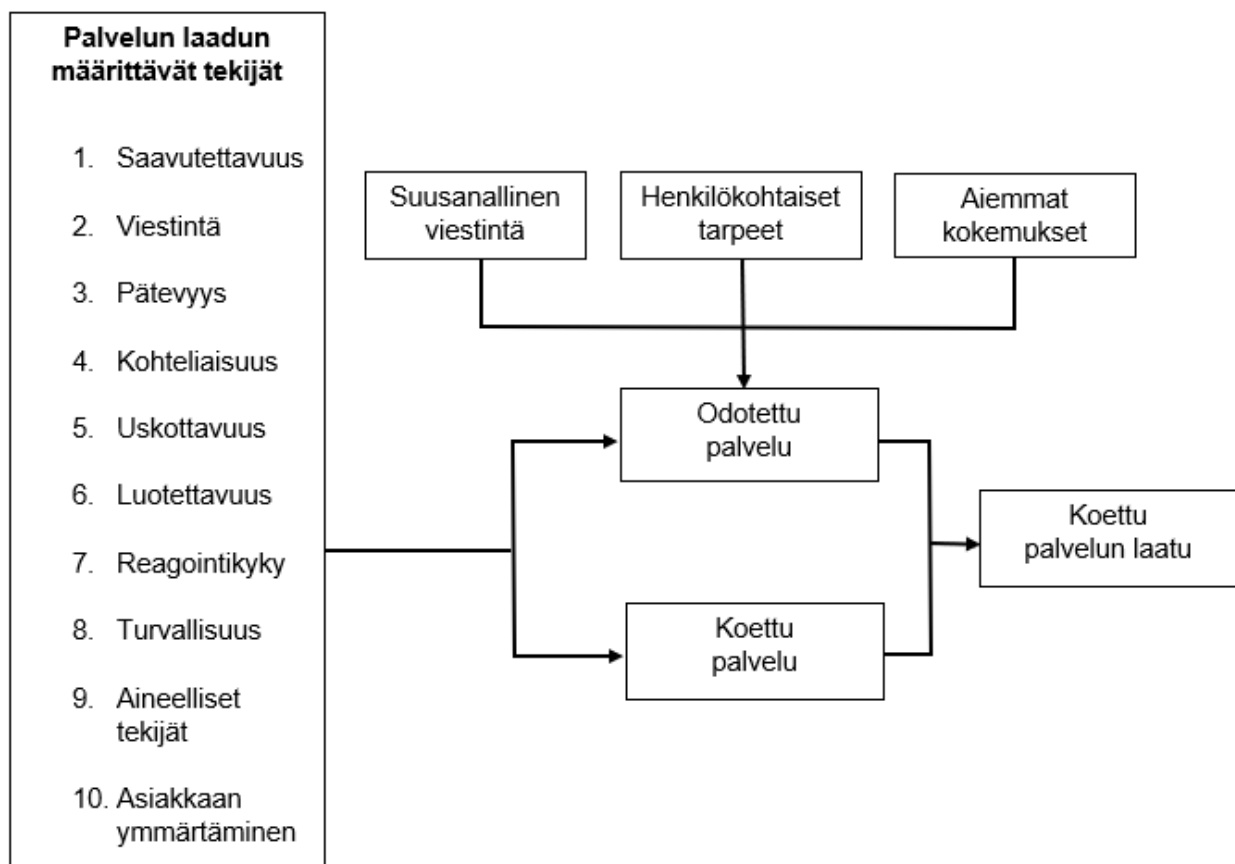 Palvelun laadun
määrittävät tekijät
1. Saavutettavuus
2. Viestintä
3. Pätevyys
4. Kohteliaisuus
5. Uskottavuus
6. Luotettavuus
7. Reagointikyky
8. Turvallisuus
9. Aineelliset
tekijät
10. Asiakkaan
ymmärtäminen
Suusanallinen
viestintä
Henkilökohtaiset
tarpeet
Aiemmat
kokemukset
Odotettu
palvelu
Koettu
palvelu
Koettu
palvelun laatu